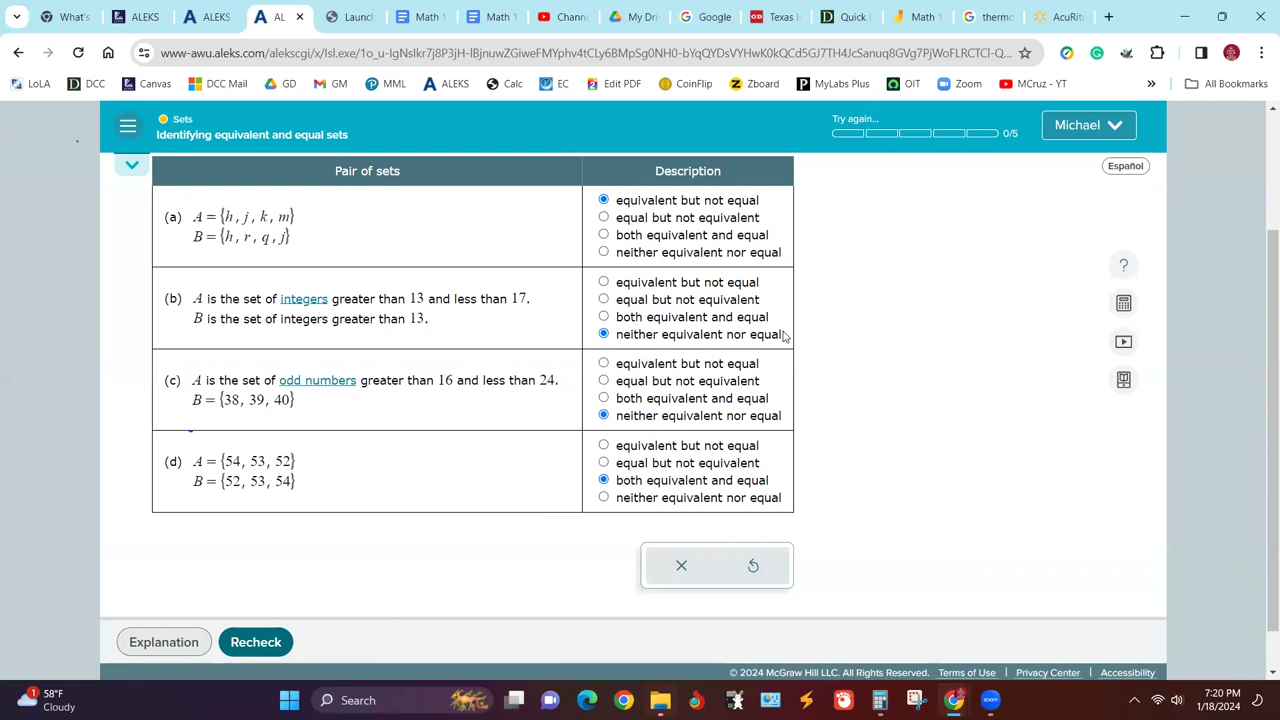 What's
ALEKS
ALEKS
AL
Launch
Math 1
Math 1
Chann
My Dri
Google
Texas I
Quick
Math 1
thermo
AcuRite
www-awu.aleks.com/alekscgi/x/Isl.exe/1o_u-IgNsIkr7j8P3jH-lBjnuwZGiweFMYphv4tCLy6BMpSg0NH0-bYqQYDsVYHwK0kQCd5GJ7TH4JcSanuq8GVg7PjWoFLRCTCl-Q...
LoLA
DCC
Canvas
DCC Mail
GD
GM
MML
ALEKS
Calc
EC
Edit PDF
CoinFlip
Zboard
MyLabs Plus
OIT
Zoom
MCruz - YT
All Bookmarks
Sets
Identifying equivalent and equal sets
Try again...
0/5
Michael
Español
Pair of sets
Description
(a) A = {h, j, k, m}
B = {h, r, q, j}
equivalent but not equal
equal but not equivalent
both equivalent and equal
neither equivalent nor equal
(b) A is the set of integers greater than 13 and less than 17.
B is the set of integers greater than 13.
equivalent but not equal
equal but not equivalent
both equivalent and equal
neither equivalent nor equal
(c) A is the set of odd numbers greater than 16 and less than 24.
B = {38, 39, 40}
equivalent but not equal
equal but not equivalent
both equivalent and equal
neither equivalent nor equal
(d) A = {54, 53, 52}
B = {52, 53, 54}
equivalent but not equal
equal but not equivalent
both equivalent and equal
neither equivalent nor equal
Explanation
Recheck
© 2024 McGraw Hill LLC. All Rights Reserved. Terms of Use | Privacy Center | Accessibility
1
58°F
Cloudy
Search
7:20 PM
1/18/2024